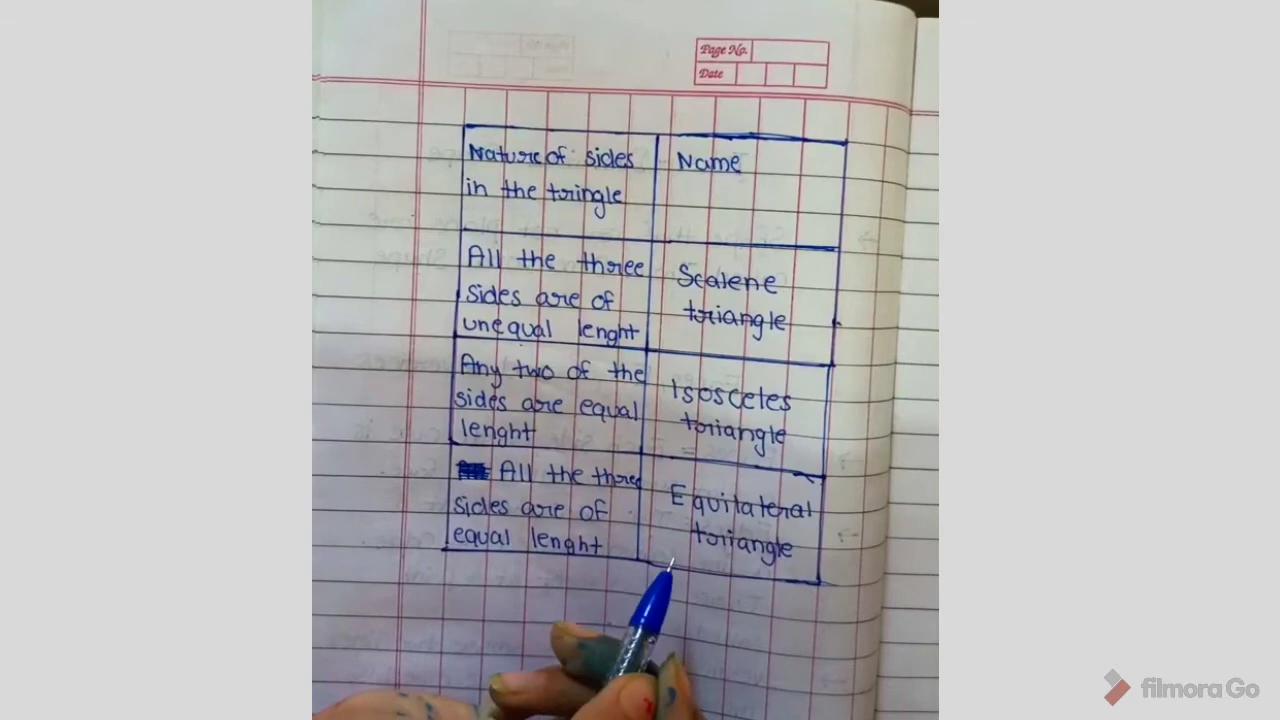 Page No.
Date
Nature of sides
in the tringle
Name
All the three
sides are of
unequal lenght
Scalene
triangle
Any two of the
sides are equal
lenght
Isosceles
triangle
All the three
sides are of
equal lenght
Equilateral
triangle
filmora Go